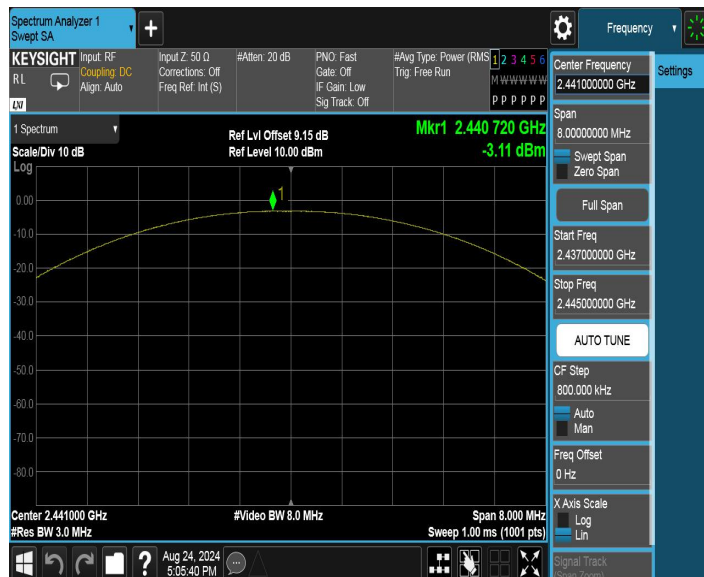 Spectrum Analyzer 1
Swept SA
+
Frequency
KEYSIGHT
RL
LXI
Input: RF
Coupling: DC
Align: Auto
Input Z: 50 Ω
Corrections: Off
Freq Ref: Int (S)
#Atten: 20 dB
PNO: Fast
Gate: Off
IF Gain: Low
Sig Track: Off
#Avg Type: Power (RMS
Trig: Free Run
1 2 3 4 5 6
M W W W W W
P P P P P P
1 Spectrum
Scale/Div 10 dB
Log
Ref Lvl Offset 9.15 dB
Ref Level 10.00 dBm
Mkr1 2.440 720 GHz
-3.11 dBm
1
0.00
-10.0
-20.0
-30.0
-40.0
-50.0
-60.0
-70.0
-80.0
Center 2.441000 GHz
#Res BW 3.0 MHz
#Video BW 8.0 MHz
Span 8.000 MHz
Sweep 1.00 ms (1001 pts)
?
Aug 24, 2024
5:05:40 PM
Center Frequency
2.441000000 GHz
Span
8.00000000 MHz
Swept Span
Zero Span
Full Span
Start Freq
2.437000000 GHz
Stop Freq
2.445000000 GHz
AUTO TUNE
CF Step
800.000 kHz
Auto
Man
Freq Offset
0 Hz
X Axis Scale
Log
Lin
Signal Track
(Span Zoom)
Settings